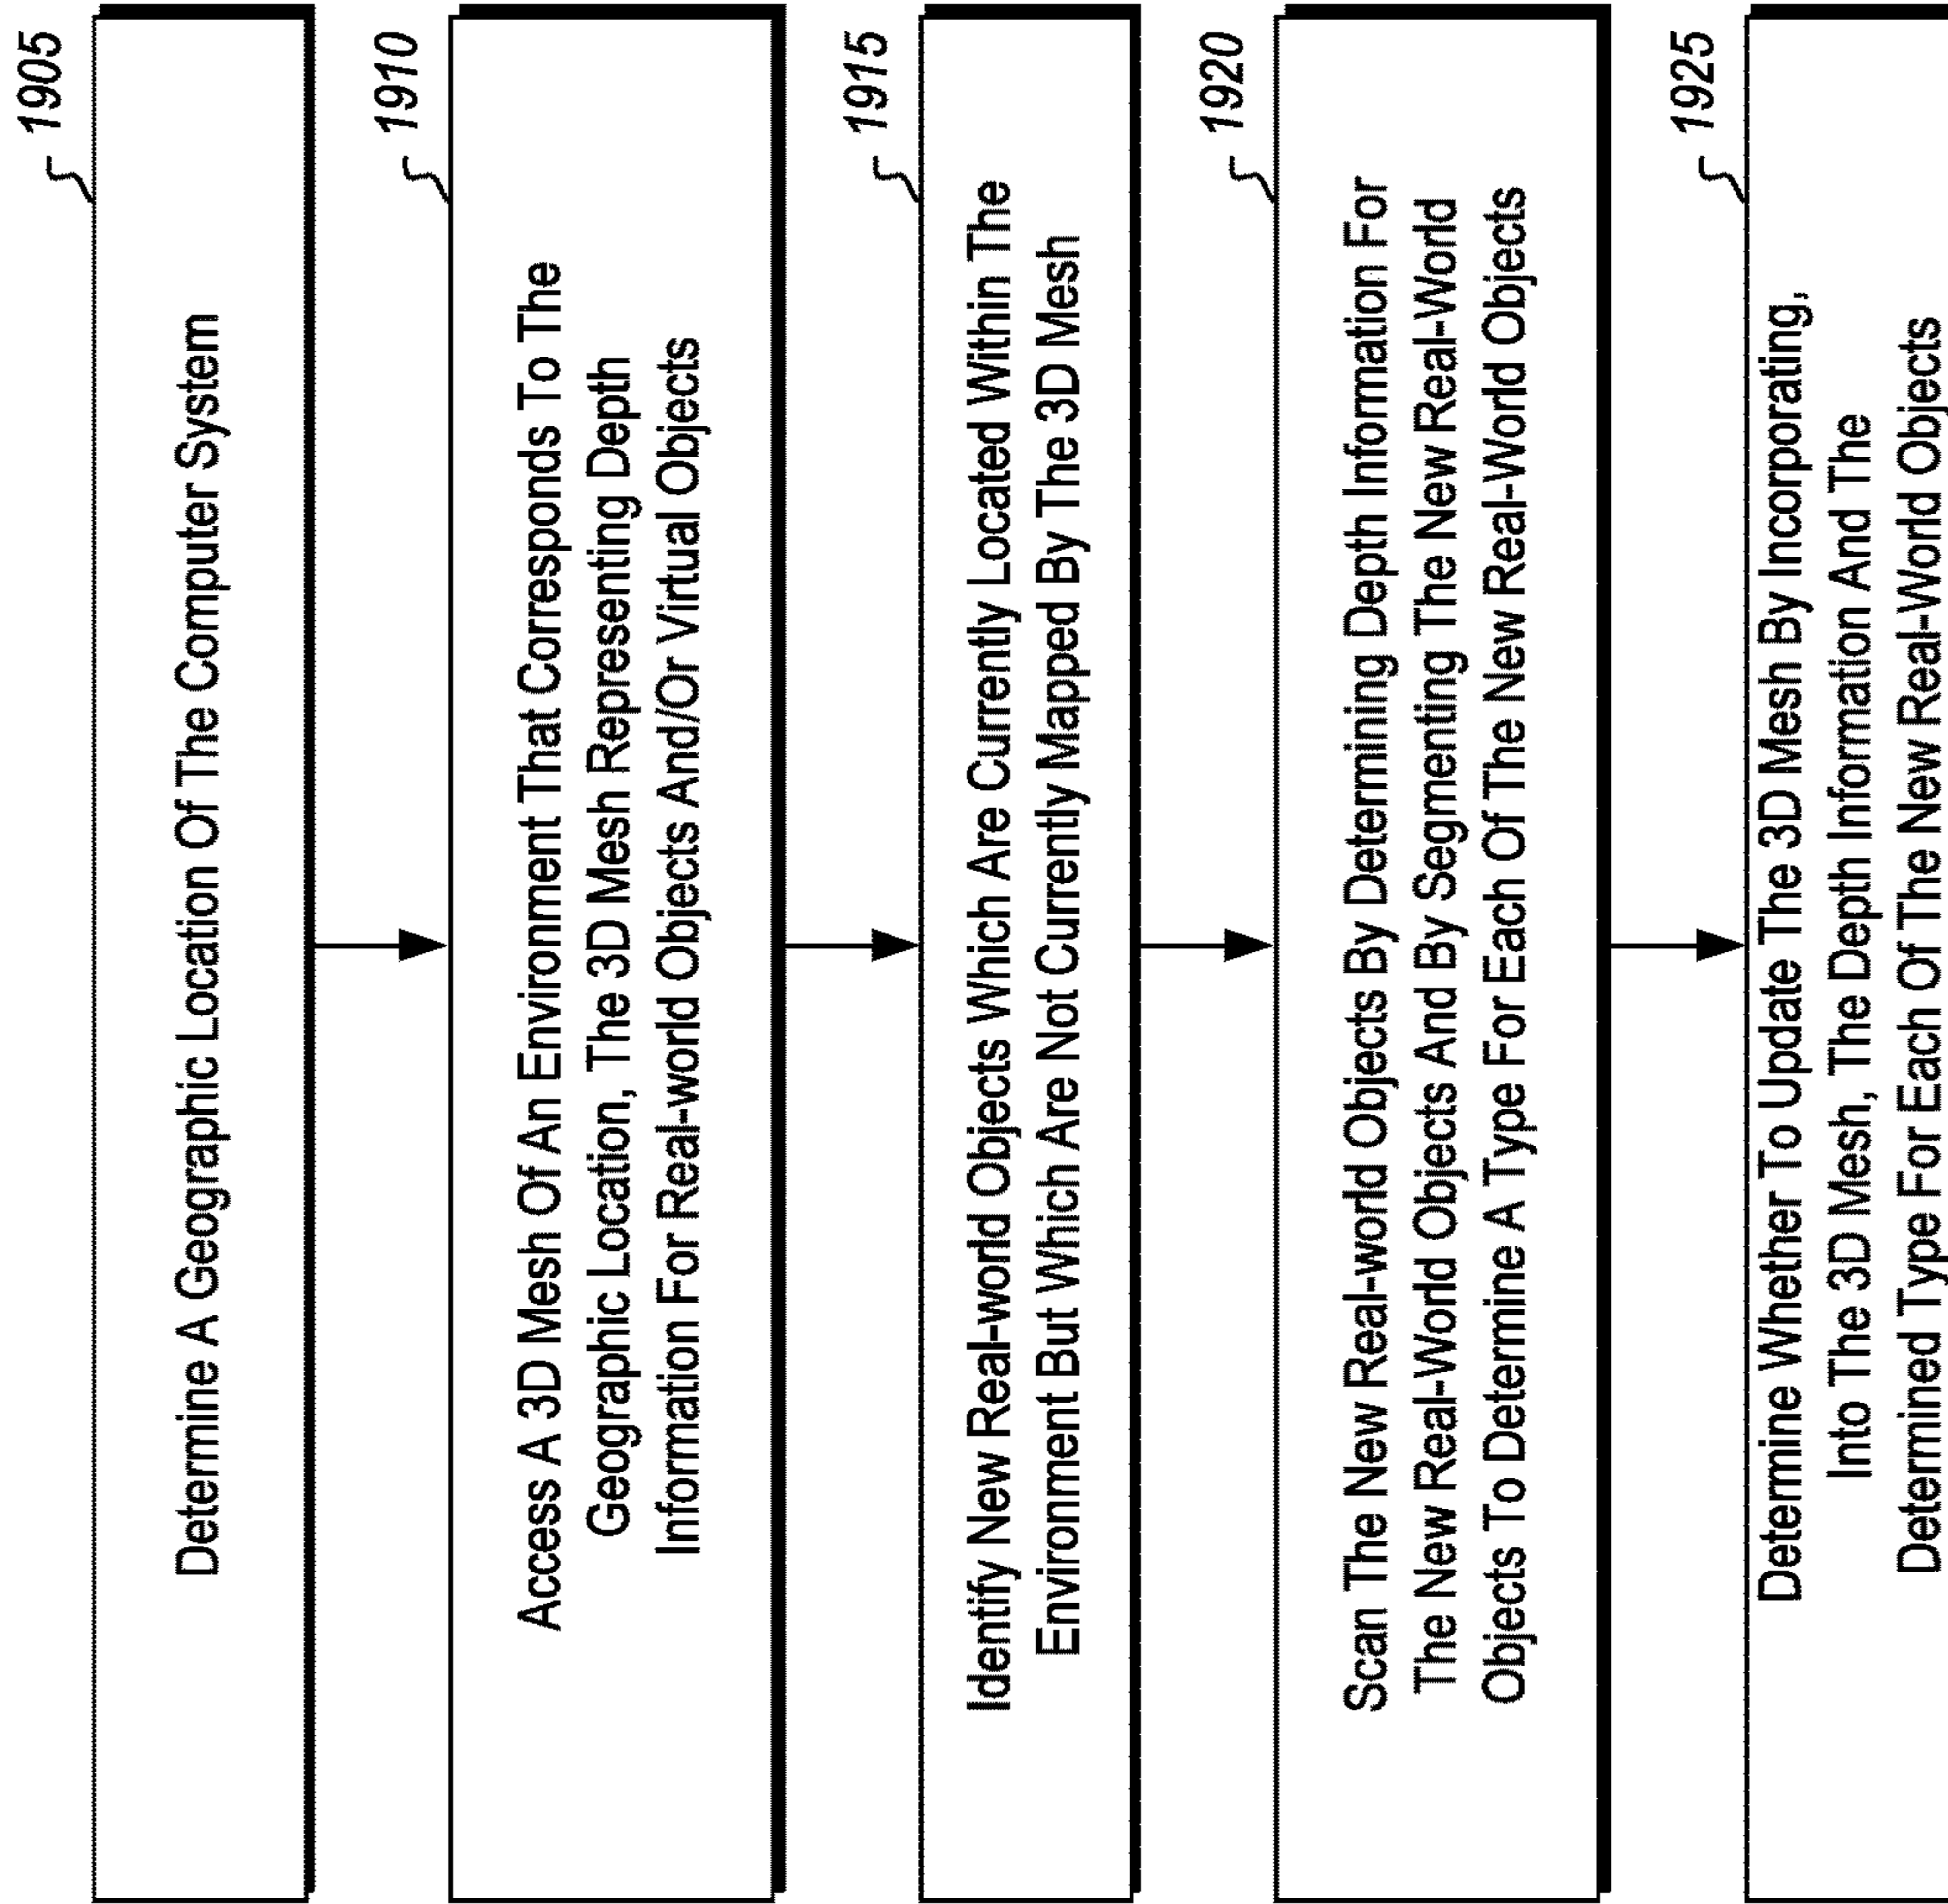 1905
Determine A Geographic Location Of The Computer System
1910
Access A 3D Mesh Of An Environment That Corresponds To The
Geographic Location, The 3D Mesh Representing Depth
Information For Real-world Objects And/Or Virtual Objects
1915
Identify New Real-world Objects Which Are Currently Located Within The
Environment But Which Are Not Currently Mapped By The 3D Mesh
1920
Scan The New Real-world Objects By Determining Depth Information For
The New Real-World Objects And By Segmenting The New Real-World
Objects To Determine A Type For Each Of The New Real-World Objects
1925
Determine Whether To Update The 3D Mesh By Incorporating,
Into The 3D Mesh, The Depth Information And The
Determined Type For Each Of The New Real-World Objects